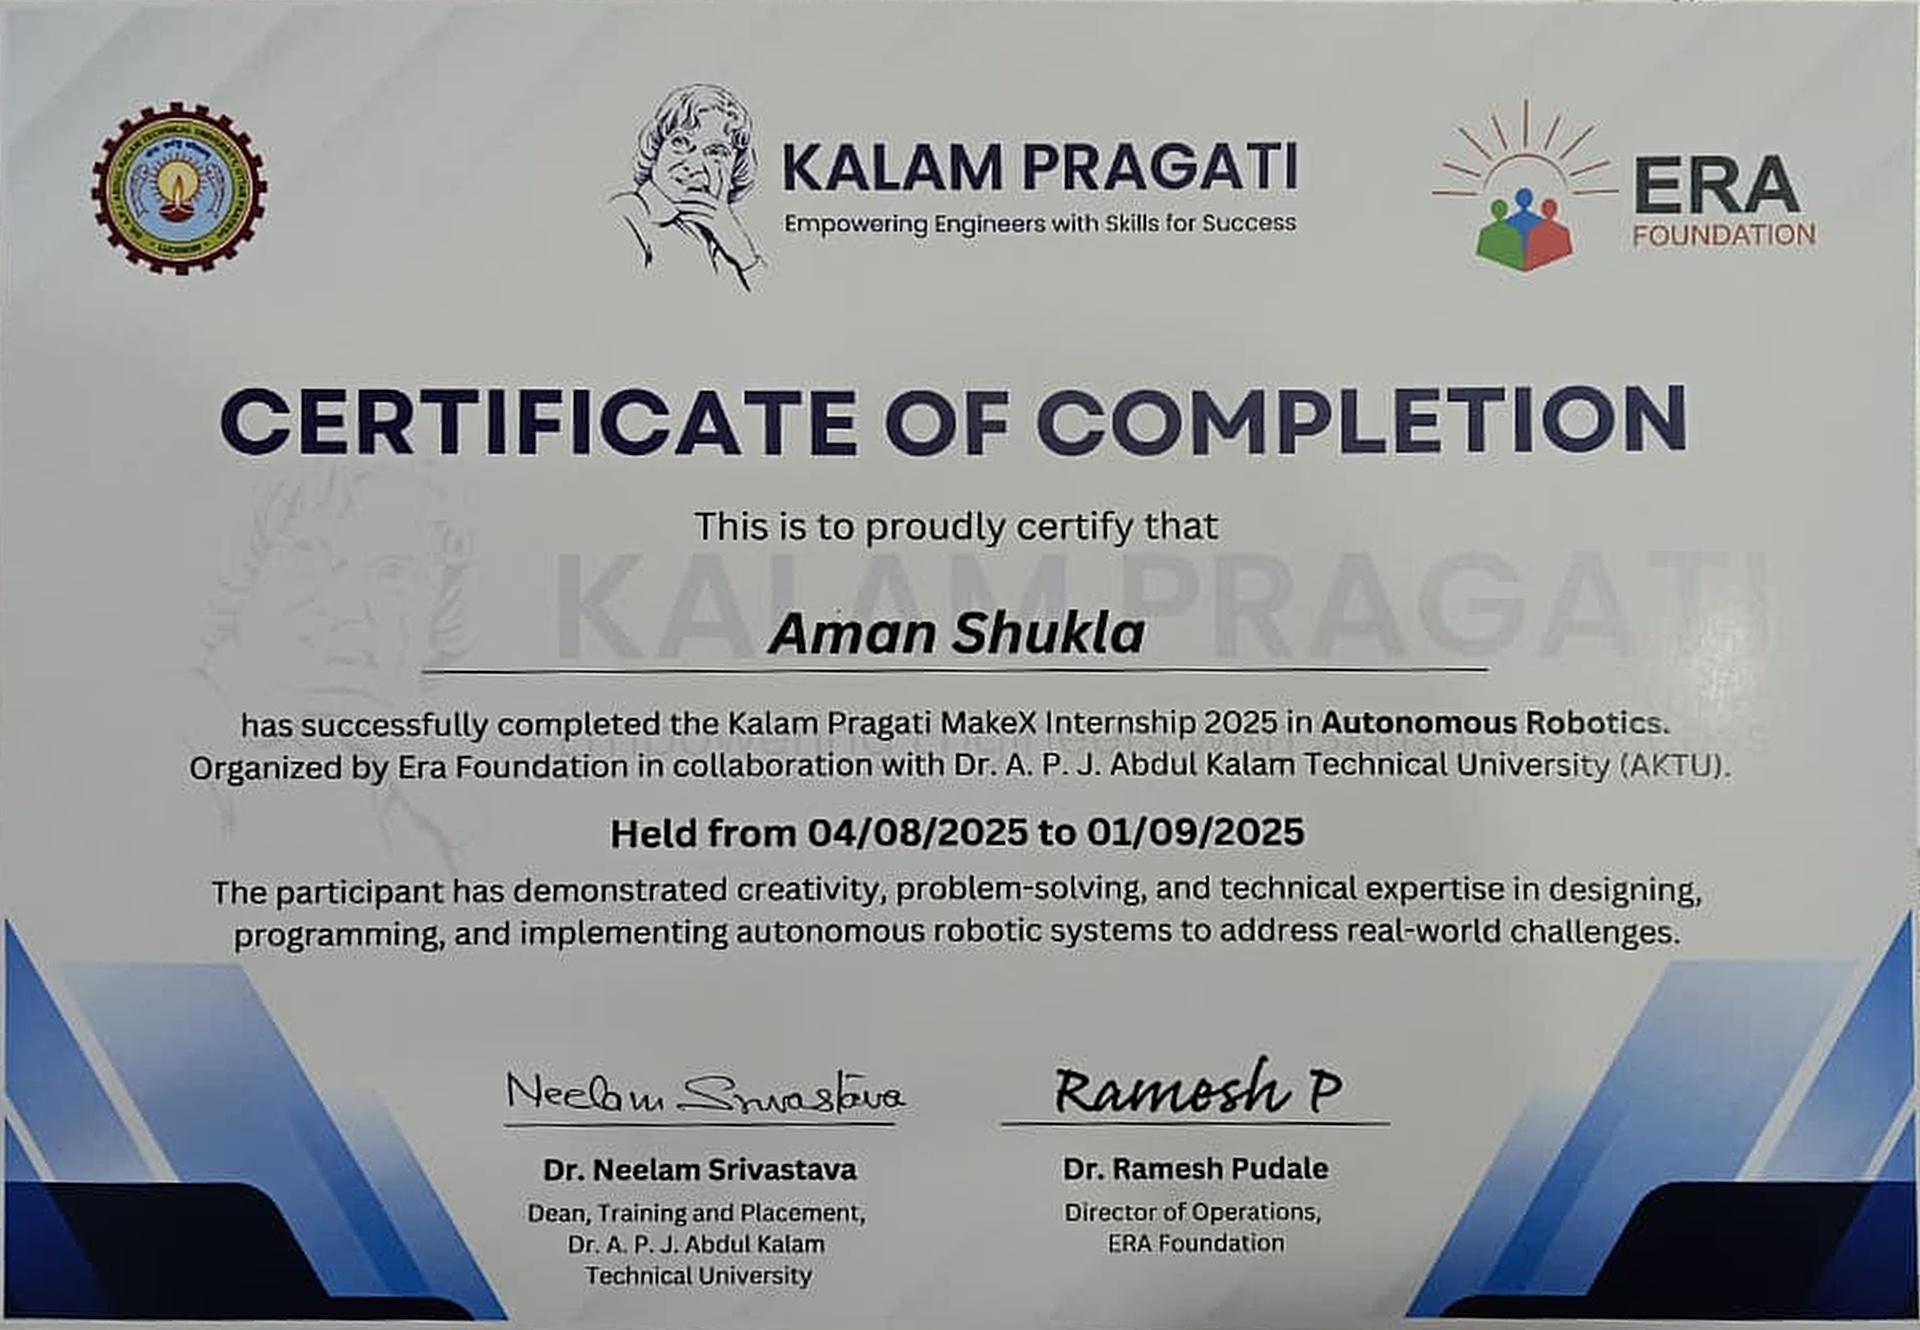 KALAM PRAGATI
Empowering Engineers with Skills for Success
ERA
FOUNDATION
CERTIFICATE OF COMPLETION
This is to proudly certify that
KALAM PRAGATI
Aman Shukla
has successfully completed the Kalam Pragati MakeX Internship 2025 in Autonomous Robotics.
Organized by Era Foundation in collaboration with Dr. A. P. J. Abdul Kalam Technical University (AKTU).
Held from 04/08/2025 to 01/09/2025
The participant has demonstrated creativity, problem-solving, and technical expertise in designing,
programming, and implementing autonomous robotic systems to address real-world challenges.
Neelam Srivastava
Ramesh P
Dr. Neelam Srivastava
Dean, Training and Placement,
Dr. A. P. J. Abdul Kalam
Technical University
Dr. Ramesh Pudale
Director of Operations,
ERA Foundation